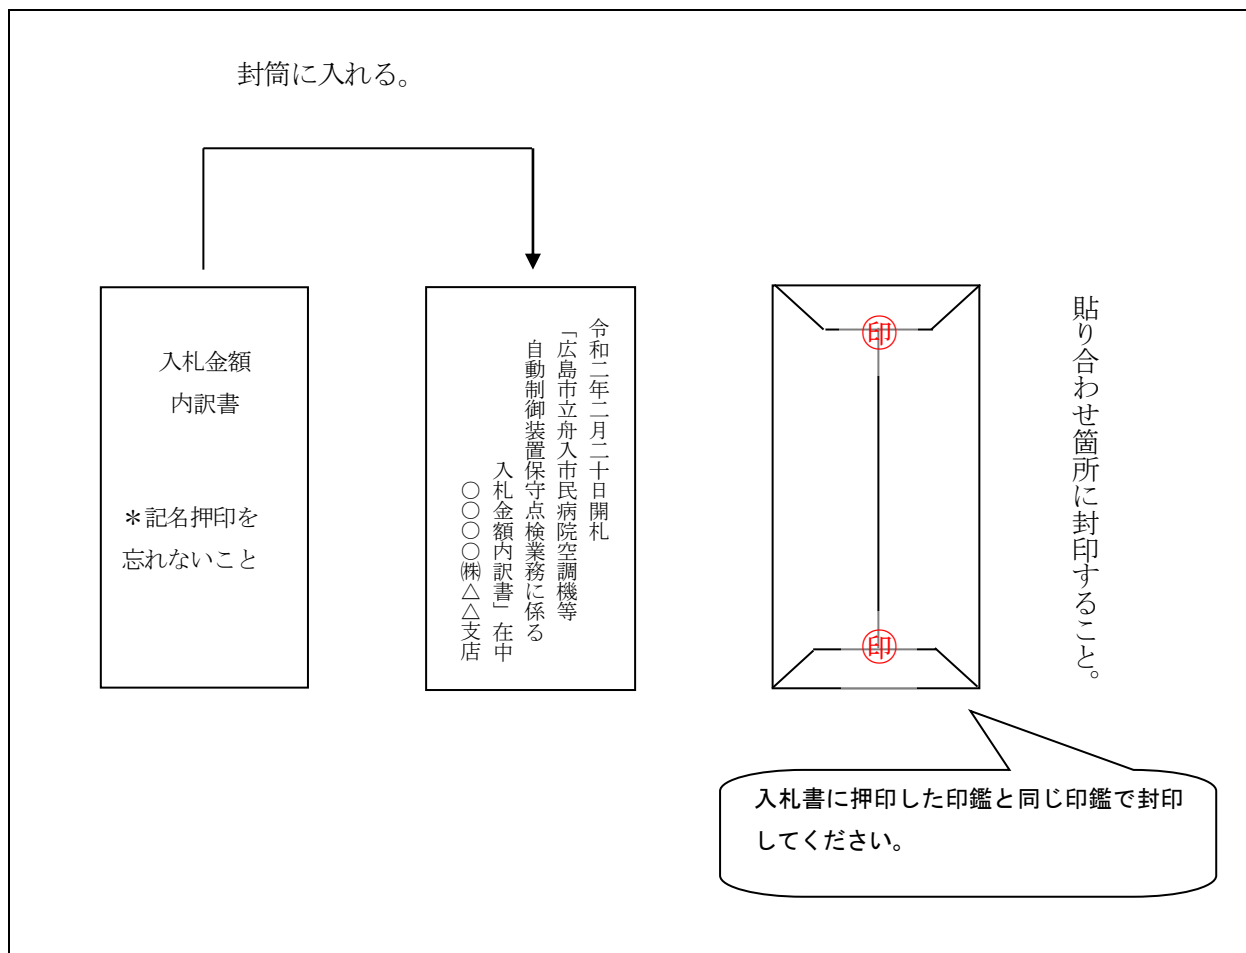 封筒に入れる。
入札金額
内訳書
＊記名押印を
忘れないこと
令和二年二月二十日開札
「広島市立舟入市民病院空調機等
自動制御装置保守点検業務に係る
入札金額内訳書」在中
〇〇〇〇㈱△△支店
印
印
貼り合わせ箇所に封印すること。
入札書に押印した印鑑と同じ印鑑で封印
してください。